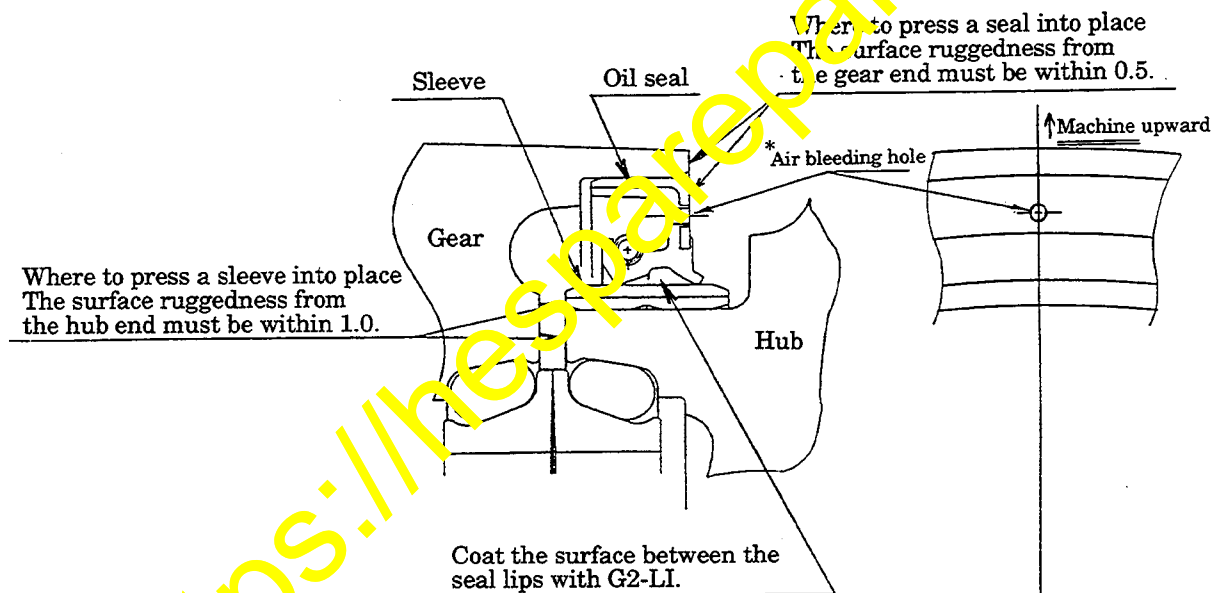 Where to press a seal into place
The surface ruggedness from
the gear end must be within 0.5.
Sleeve
Oil seal
↑Machine upward
*Air bleeding hole
Gear
Where to press a sleeve into place
The surface ruggedness from
the hub end must be within 1.0.
Hub
Coat the surface between the
seal lips with G2-LI.
ps://hesparepa